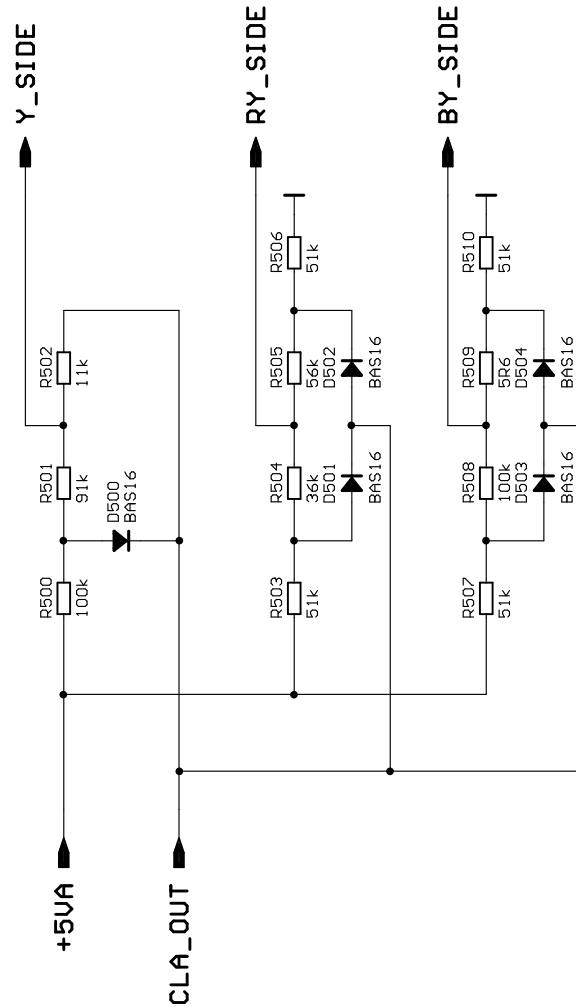 Y_SIDE
RY_SIDE
BY_SIDE
R502
11k
R501
91k
D500
BAS16
R500
100k
R506
51k
R505
56k
D502
BAS16
R504
36k
D501
BAS16
R503
51k
R510
51k
R509
5R6
D504
BAS16
R508
100k
D503
BAS16
R507
51k
+5VA
CLA_OUT